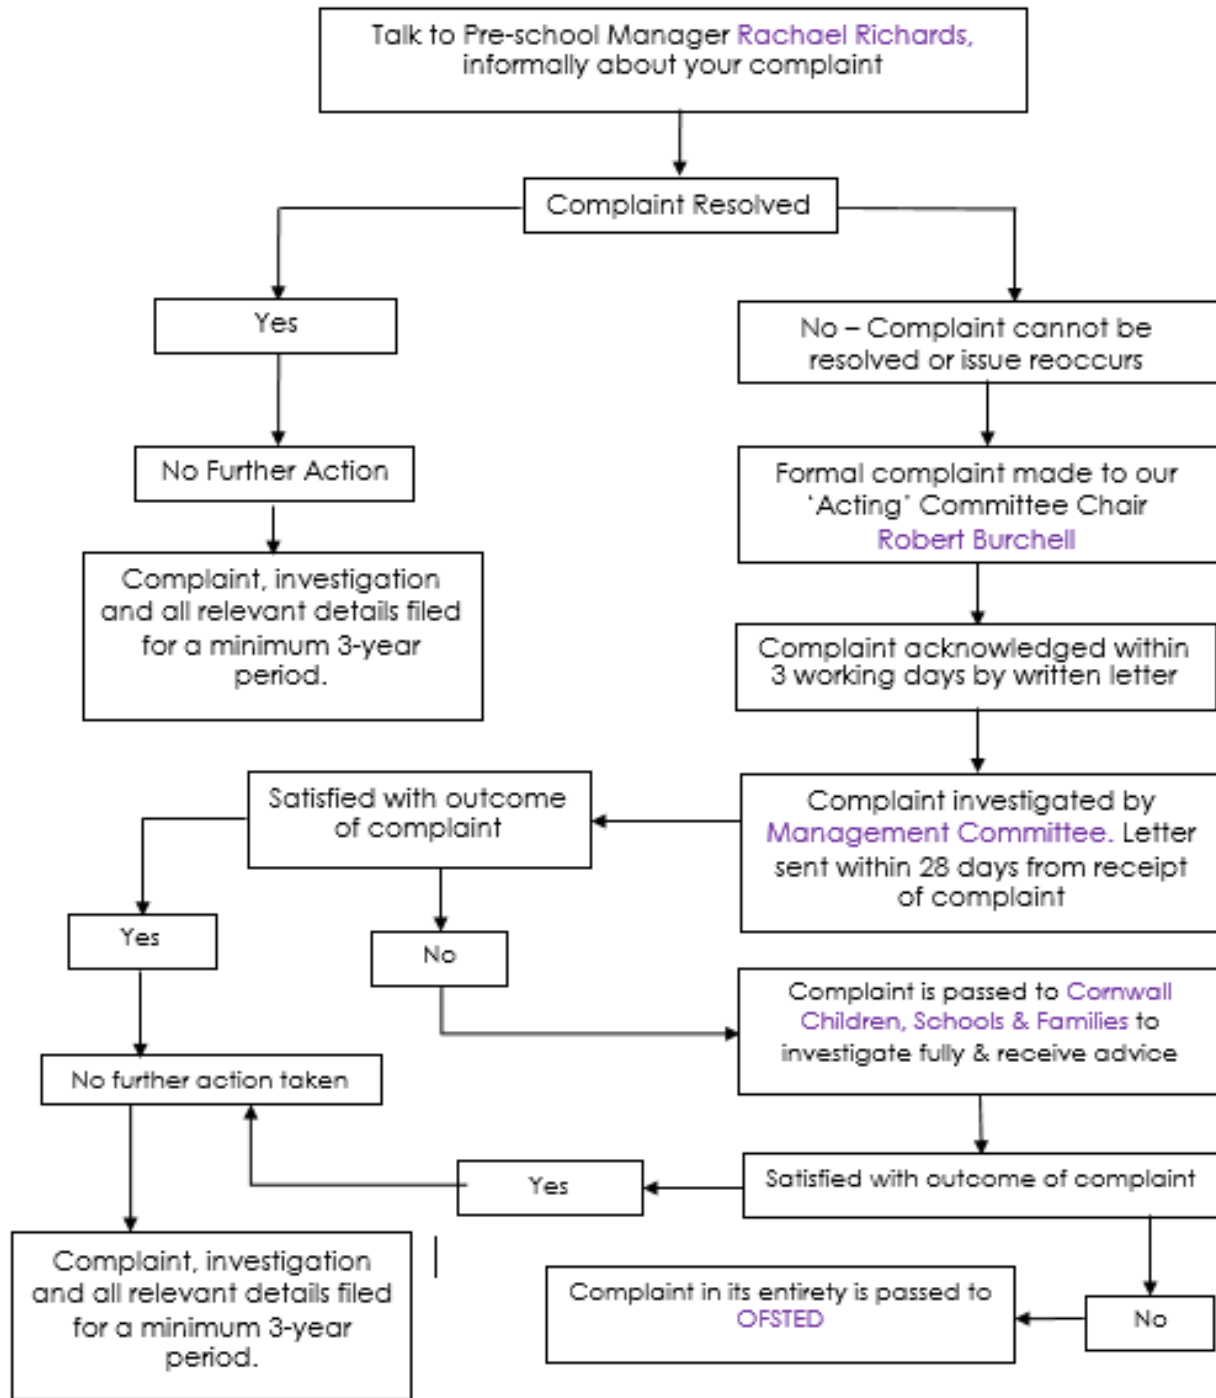 Talk to Pre-school Manager Rachael Richards,
informally about your complaint
Complaint Resolved
Yes
No – Complaint cannot be
resolved or issue reoccurs
No Further Action
Formal complaint made to our
‘Acting’ Committee Chair
Robert Burchell
Complaint, investigation
and all relevant details filed
for a minimum 3-year
period.
Complaint acknowledged within
3 working days by written letter
Complaint investigated by
Management Committee. Letter
sent within 28 days from receipt
of complaint
Satisfied with outcome
of complaint
Yes
No
Complaint is passed to Cornwall
Children, Schools & Families to
investigate fully & receive advice
No further action taken
Satisfied with outcome of complaint
Yes
Complaint, investigation
and all relevant details filed
for a minimum 3-year
period.
No
Complaint in its entirety is passed to
OFSTED